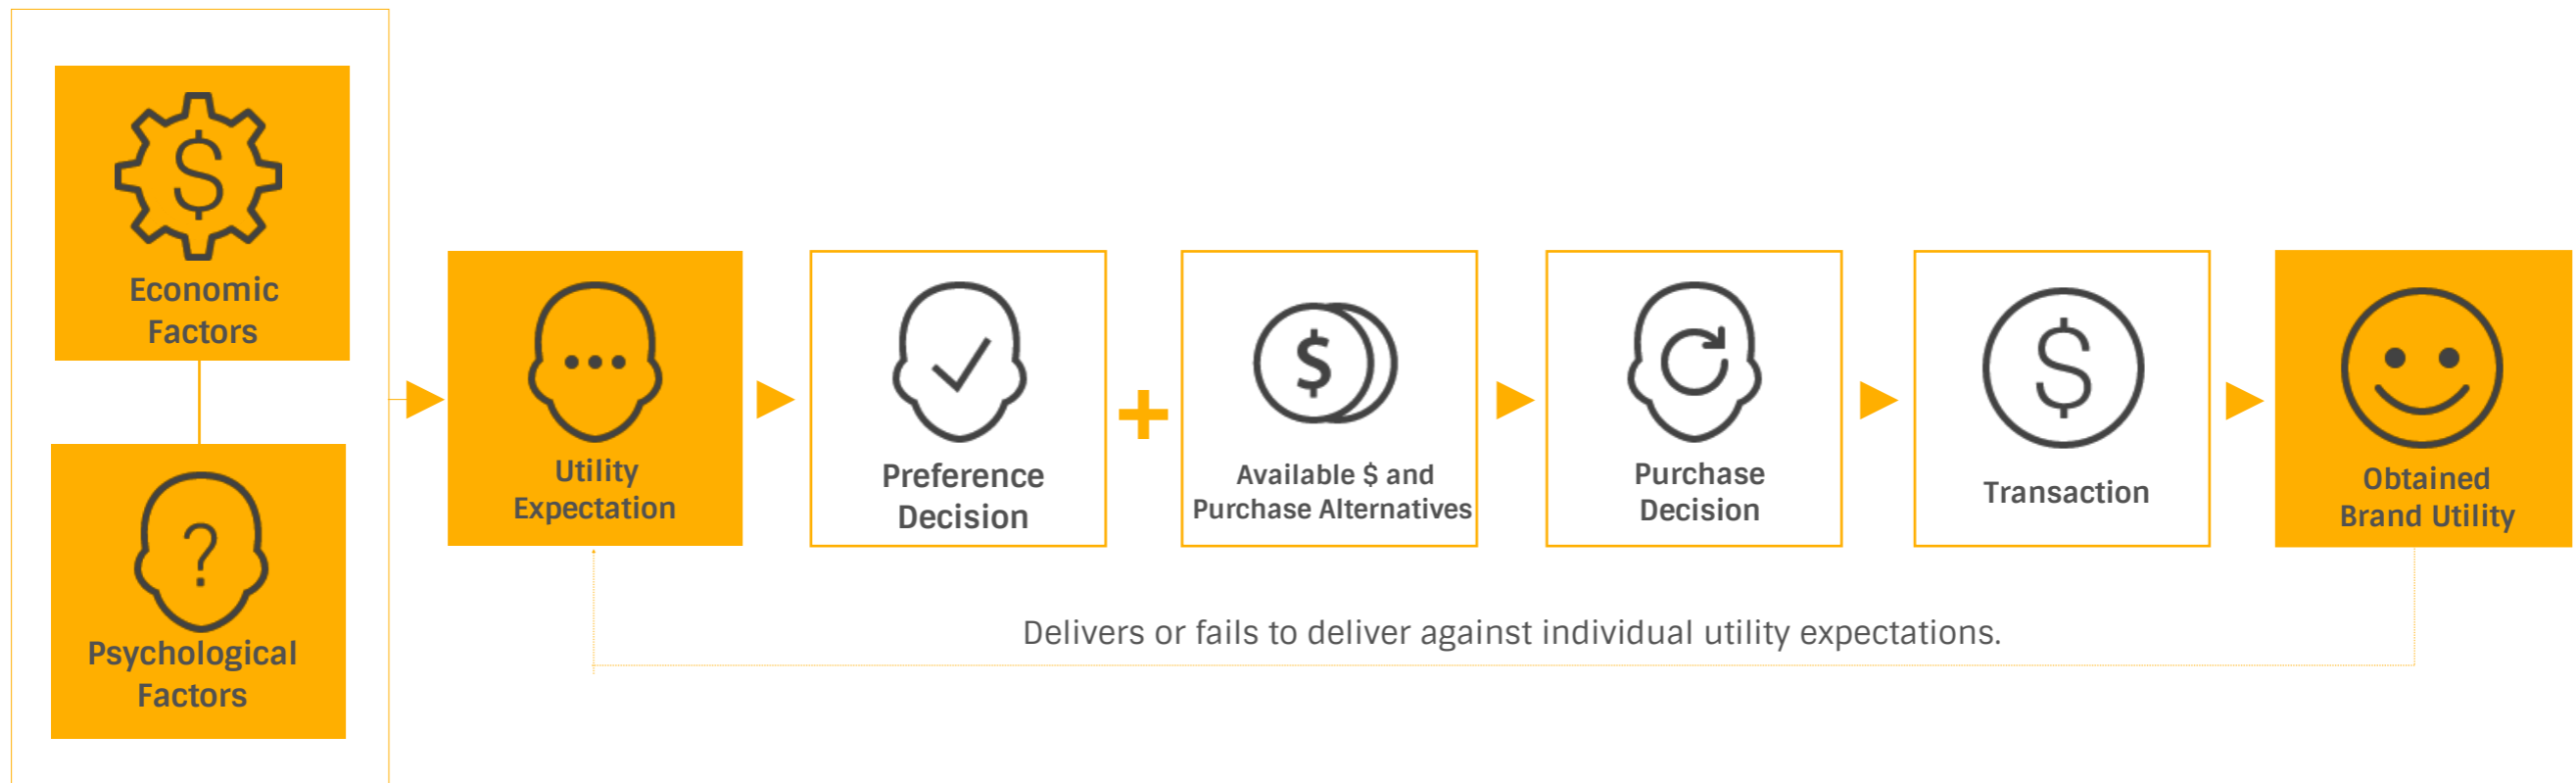 $
Economic
Factors
?
Psychological
Factors
Utility
Expectation
Preference
Decision
+
$
Available $ and
Purchase Alternatives
Purchase
Decision
$
Transaction
Obtained
Brand Utility
Delivers or fails to deliver against individual utility expectations.